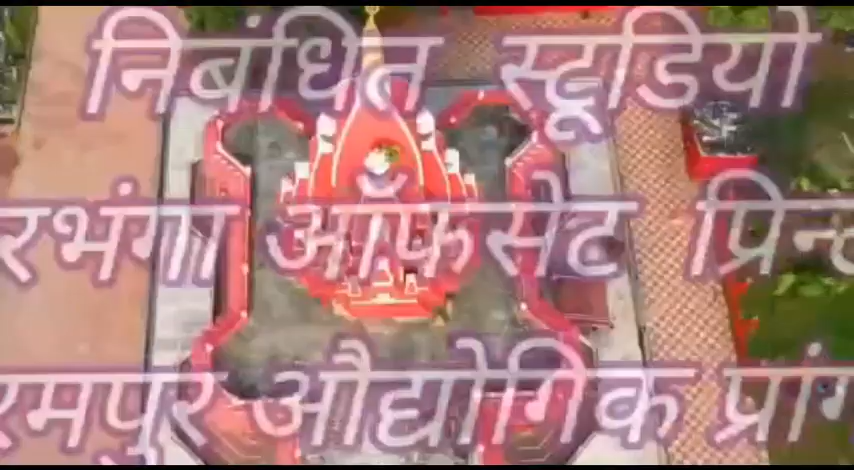 निबंधित स्टूडियो
रभंगा ऑफसेट प्रिन्ट
रमपुर औद्योगिक प्रांग